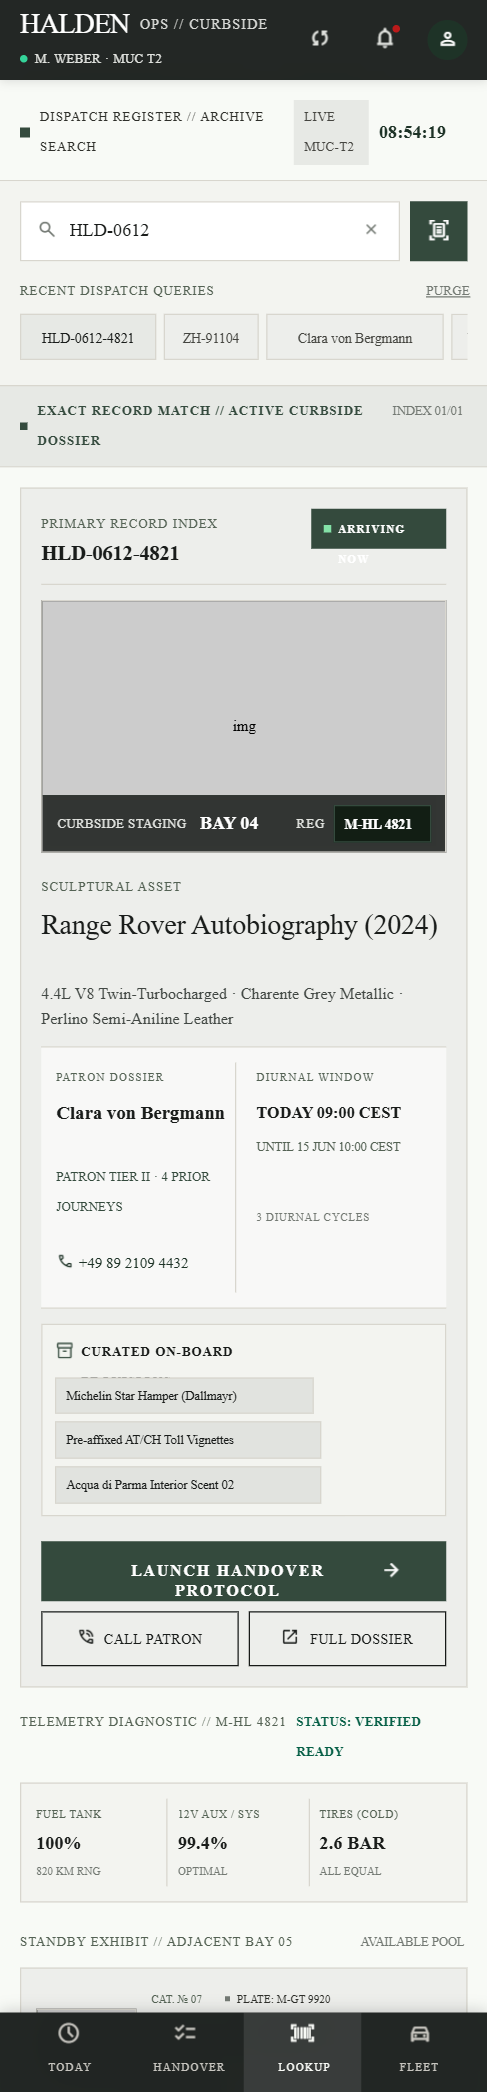 HALDEN OPS // CURBSIDE
M. WEBER · MUC T2
DISPATCH REGISTER // ARCHIVE
SEARCH
LIVE
MUC-T2
08:54:19
HLD-0612
RECENT DISPATCH QUERIES
PURGE
HLD-0612-4821
ZH-91104
Clara von Bergmann
EXACT RECORD MATCH // ACTIVE CURBSIDE
DOSSIER
INDEX 01/01
PRIMARY RECORD INDEX
HLD-0612-4821
ARRIVING
NOW
img
CURBSIDE STAGING BAY 04
REG M-HL 4821
SCULPTURAL ASSET
Range Rover Autobiography (2024)
4.4L V8 Twin-Turbocharged · Charente Grey Metallic ·
Perlino Semi-Aniline Leather
PATRON DOSSIER
Clara von Bergmann
PATRON TIER II · 4 PRIOR
JOURNEYS
+49 89 2109 4432
DIURNAL WINDOW
TODAY 09:00 CEST
UNTIL 15 JUN 10:00 CEST
3 DIURNAL CYCLES
CURATED ON-BOARD
Michelin Star Hamper (Dallmayr)
Pre-affixed AT/CH Toll Vignettes
Acqua di Parma Interior Scent 02
LAUNCH HANDOVER
PROTOCOL
CALL PATRON
FULL DOSSIER
TELEMETRY DIAGNOSTIC // M-HL 4821
STATUS: VERIFIED
READY
FUEL TANK
100%
820 KM RNG
12V AUX / SYS
99.4%
OPTIMAL
TIRES (COLD)
2.6 BAR
ALL EQUAL
STANDBY EXHIBIT // ADJACENT BAY 05
AVAILABLE POOL
CAT. № 07
PLATE: M-GT 9920
TODAY
HANDOVER
LOOKUP
FLEET